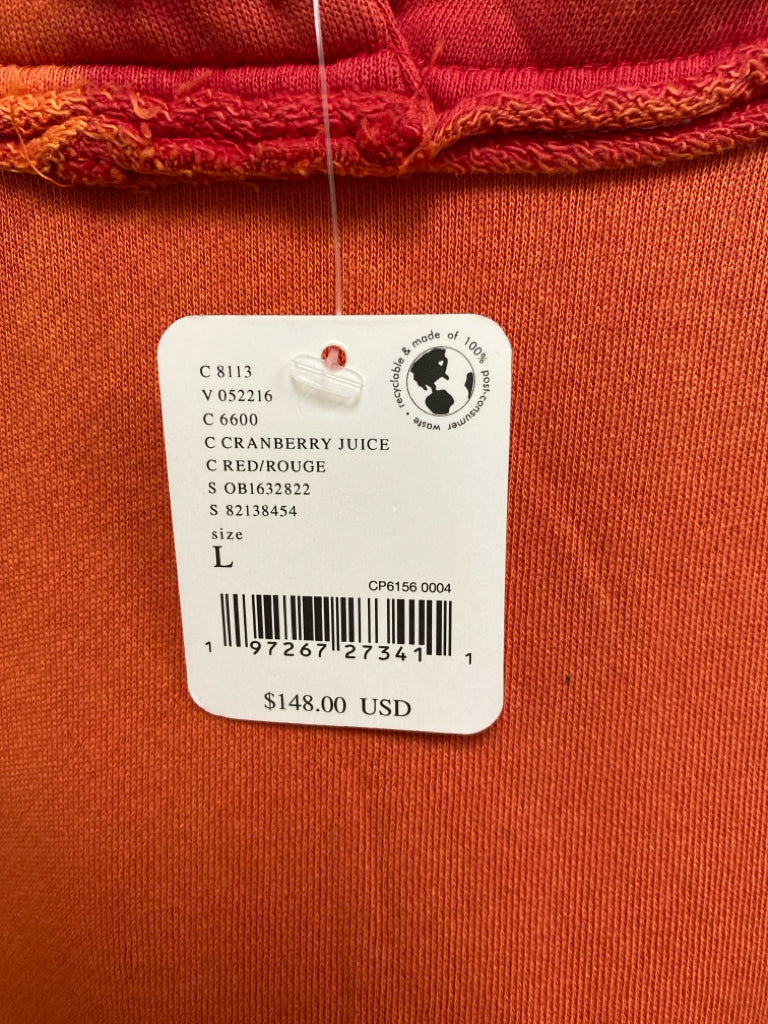 recyclable & made of 100% post-consumer waste •
C 8113
V 052216
C 6600
C CRANBERRY JUICE
C RED/ROUGE
S OB1632822
S 82138454
size
L
CP6156 0004
1 97267 27341 1
$148.00 USD